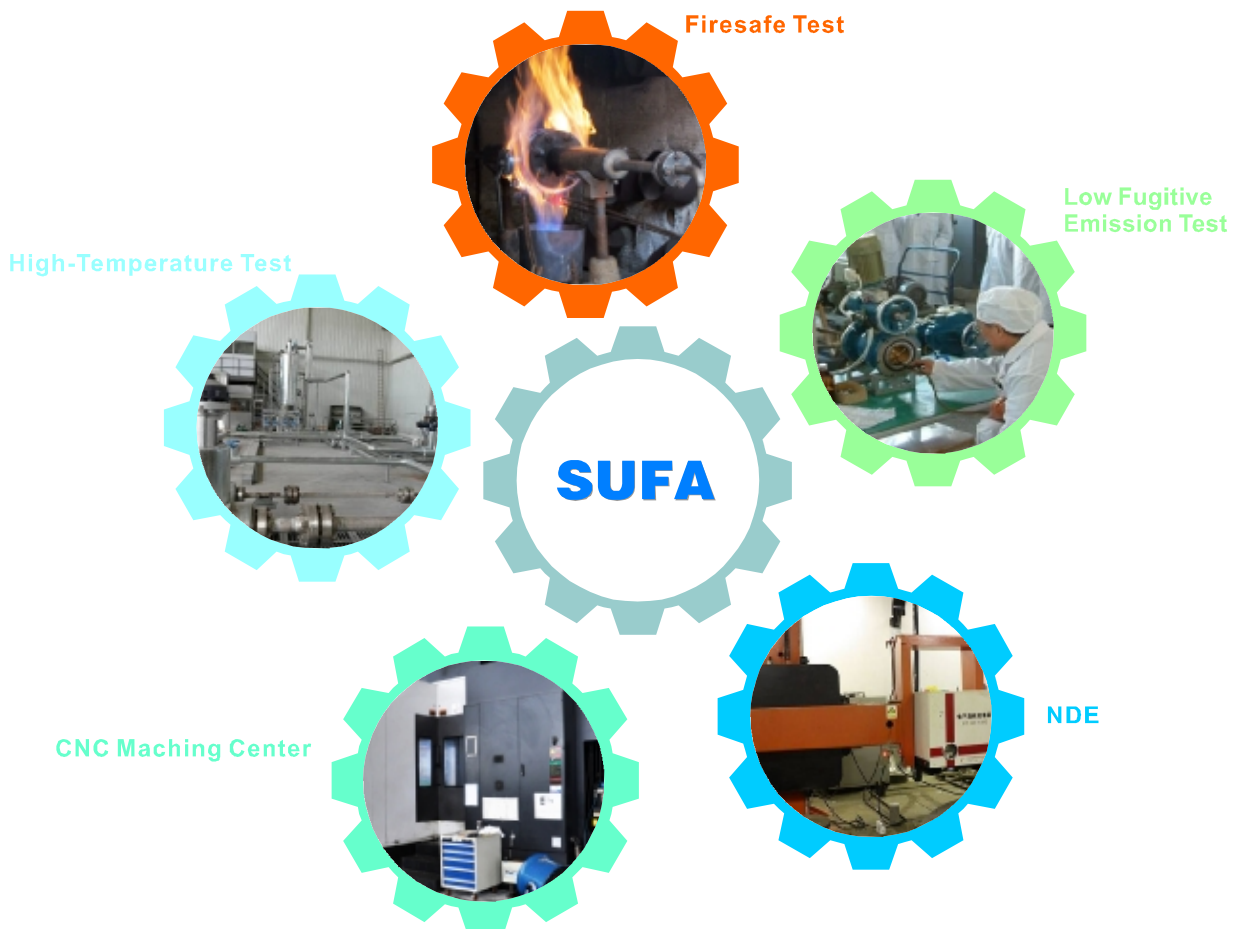 Firesafe Test
Low Fugitive
Emission Test
High-Temperature Test
SUFA
NDE
CNC Maching Center